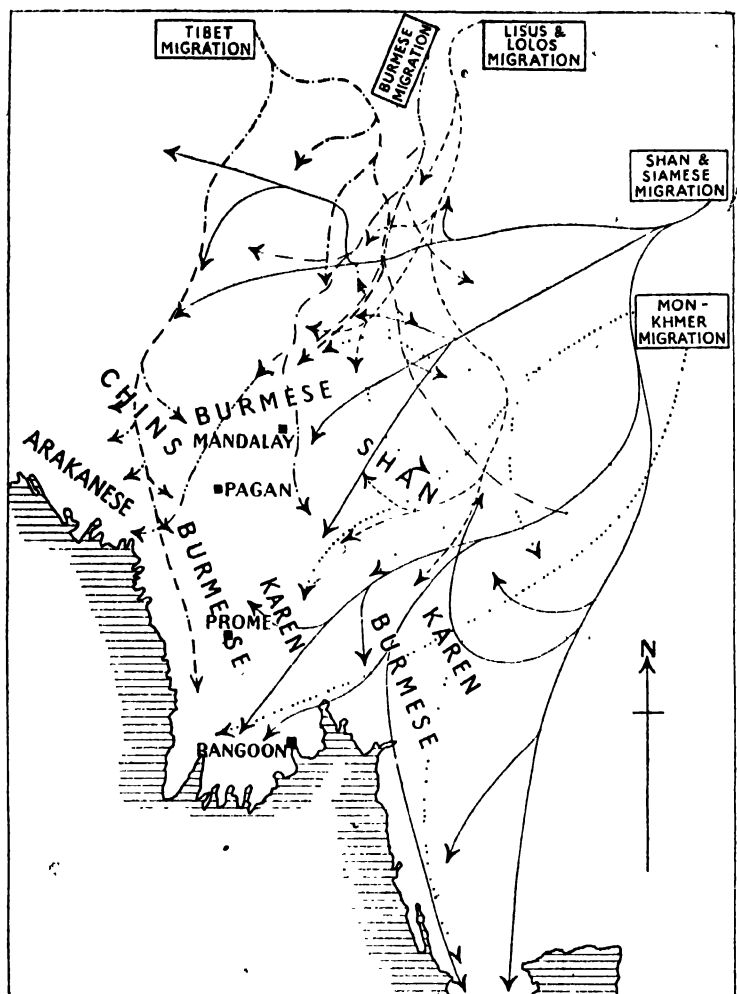 TIBET
MIGRATION
BURMESE
MIGRATION
LISUS &
LOLOS
MIGRATION
SHAN &
SIAMESE
MIGRATION
MON -
KHMER
MIGRATION
CHINS
BURMESE
MANDALAY
ARAKANESE
PAGAN
SHAN
BURMESE
KAREN
PROME
KAREN
BURMESE
N
RANGOON